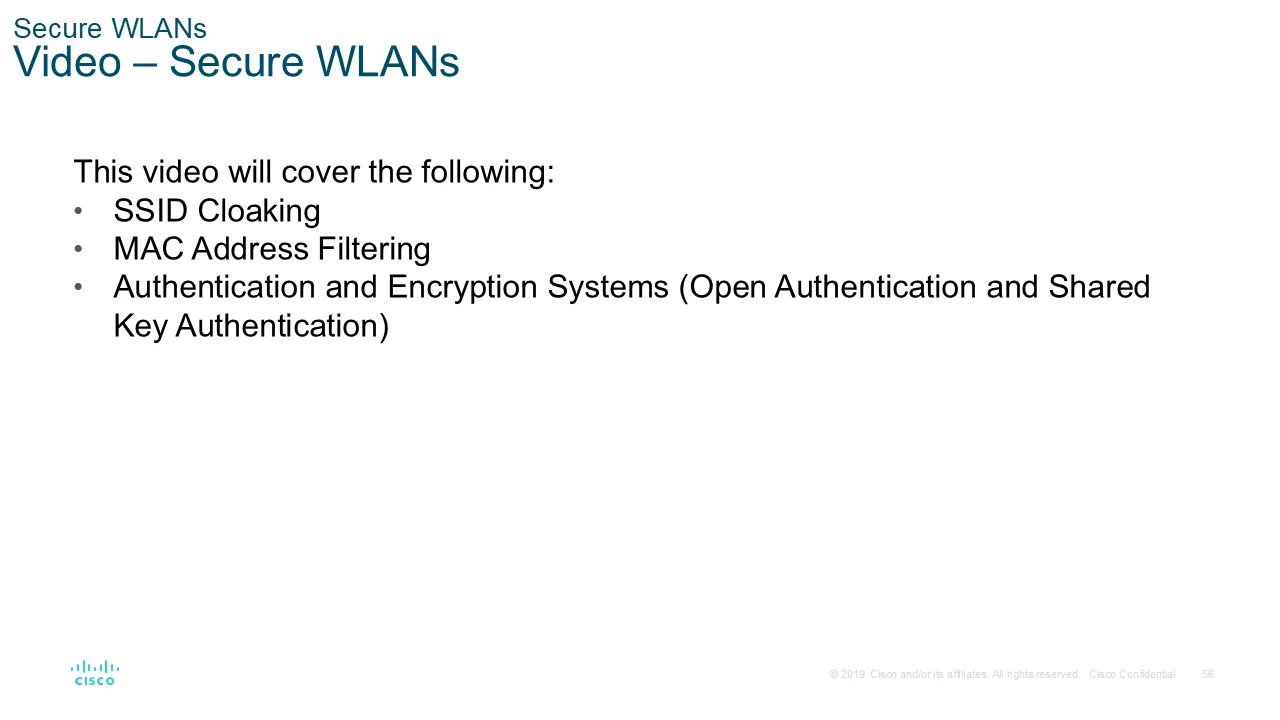 Secure WLANs
Video – Secure WLANs
This video will cover the following:
• SSID Cloaking
• MAC Address Filtering
• Authentication and Encryption Systems (Open Authentication and Shared
Key Authentication)
CISCO
© 2019 Cisco and/or its affiliates. All rights reserved. Cisco Confidential 56